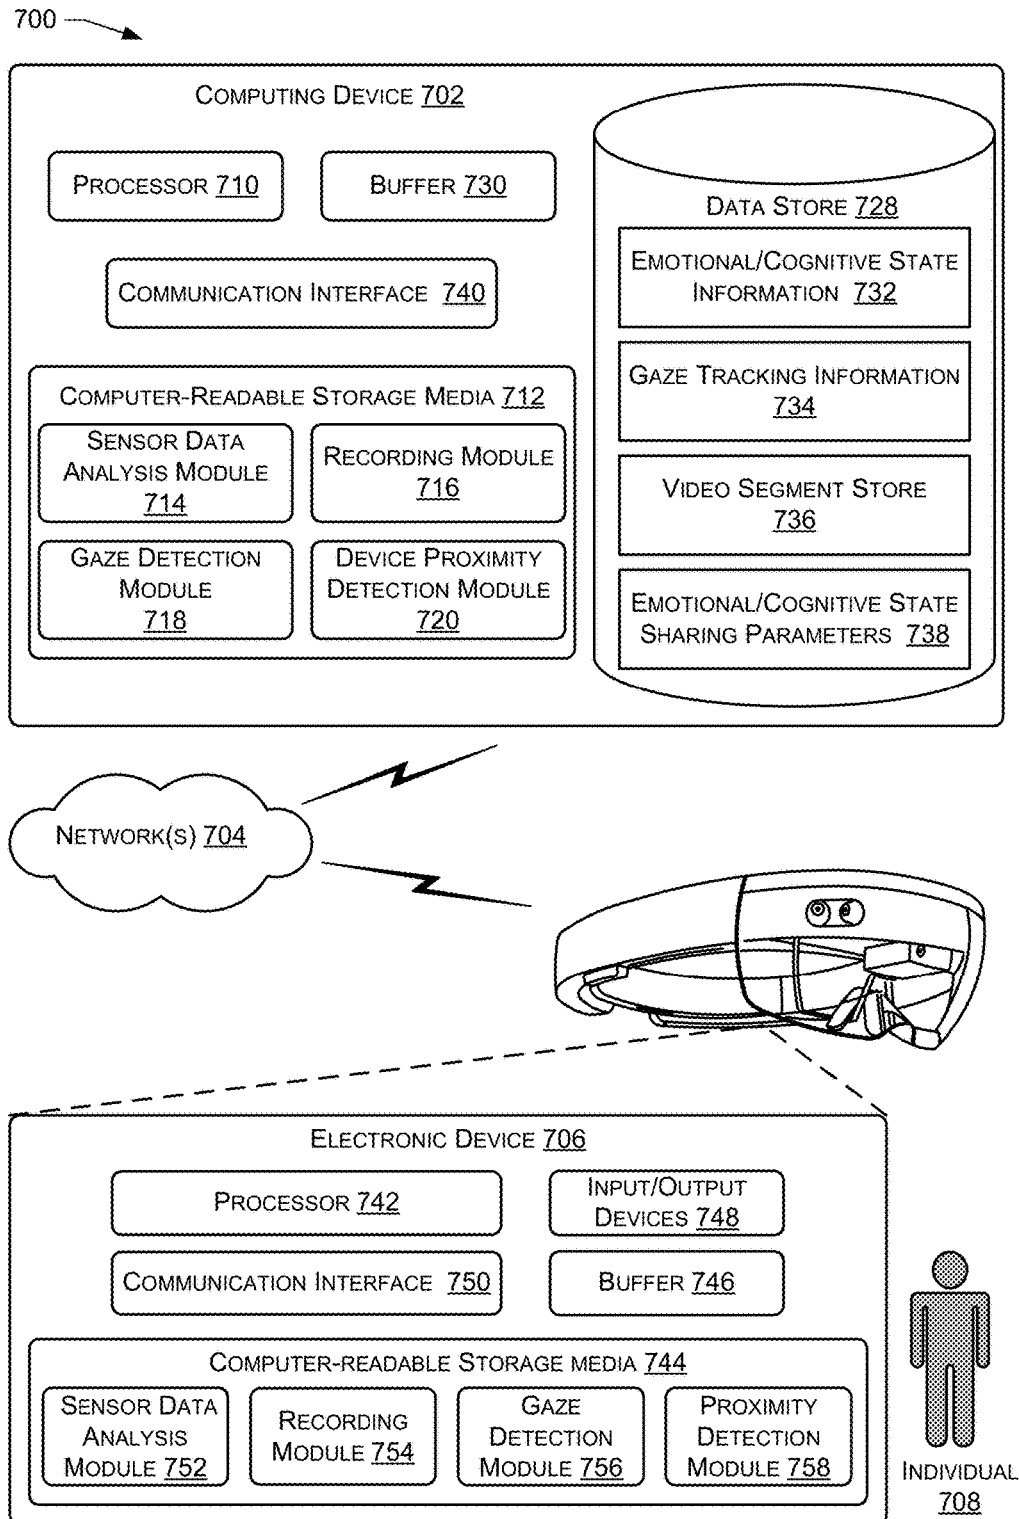 700
Computing Device 702
Processor 710
Buffer 730
Communication Interface 740
Computer-Readable Storage Media 712
Sensor Data
Analysis Module
714
Recording Module
716
Gaze Detection
Module
718
Device Proximity
Detection Module
720
Data Store 728
Emotional/Cognitive State
Information 732
Gaze Tracking Information
734
Video Segment Store
736
Emotional/Cognitive State
Sharing Parameters 738
Network(s) 704
Electronic Device 706
Processor 742
Input/Output
Devices 748
Communication Interface 750
Buffer 746
Computer-readable Storage media 744
Sensor Data
Analysis
Module 752
Recording
Module 754
Gaze
Detection
Module 756
Proximity
Detection
Module 758
Individual
708